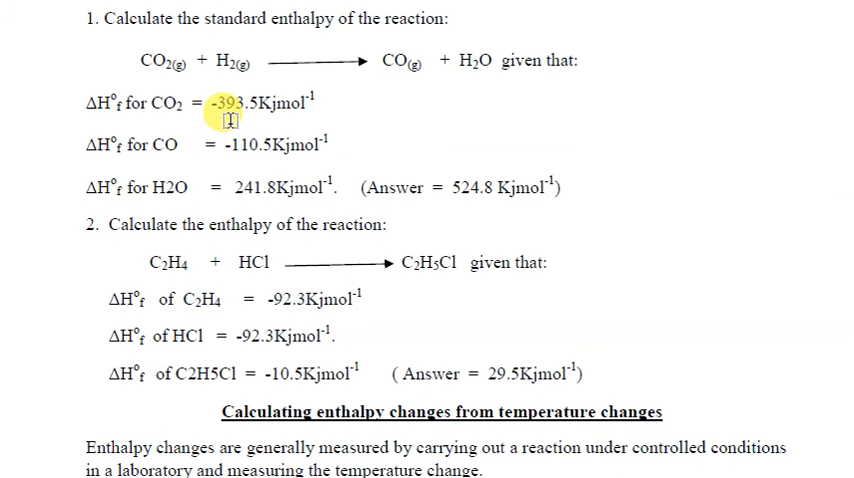 1. Calculate the standard enthalpy of the reaction:
CO₂(g) + H₂(g) ⟶ CO(g) + H₂O given that:
ΔH°f for CO₂ = -393.5Kjmol⁻¹
ΔH°f for CO = -110.5Kjmol⁻¹
ΔH°f for H2O = 241.8Kjmol⁻¹. (Answer = 524.8 Kjmol⁻¹)
2. Calculate the enthalpy of the reaction:
C₂H₄ + HCl ⟶ C₂H₅Cl given that:
ΔH°f of C₂H₄ = -92.3Kjmol⁻¹
ΔH°f of HCl = -92.3Kjmol⁻¹.
ΔH°f of C2H5Cl = -10.5Kjmol⁻¹ ( Answer = 29.5Kjmol⁻¹)
Calculating enthalpy changes from temperature changes
Enthalpy changes are generally measured by carrying out a reaction under controlled conditions
in a laboratory and measuring the temperature change.